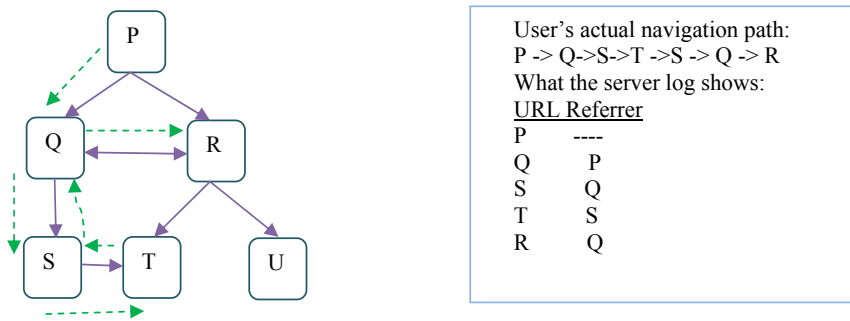 P
Q
R
S
T
U
User's actual navigation path:
P -> Q->S->T ->S -> Q -> R
What the server log shows:
URL Referrer
P ----
Q P
S Q
T S
R Q